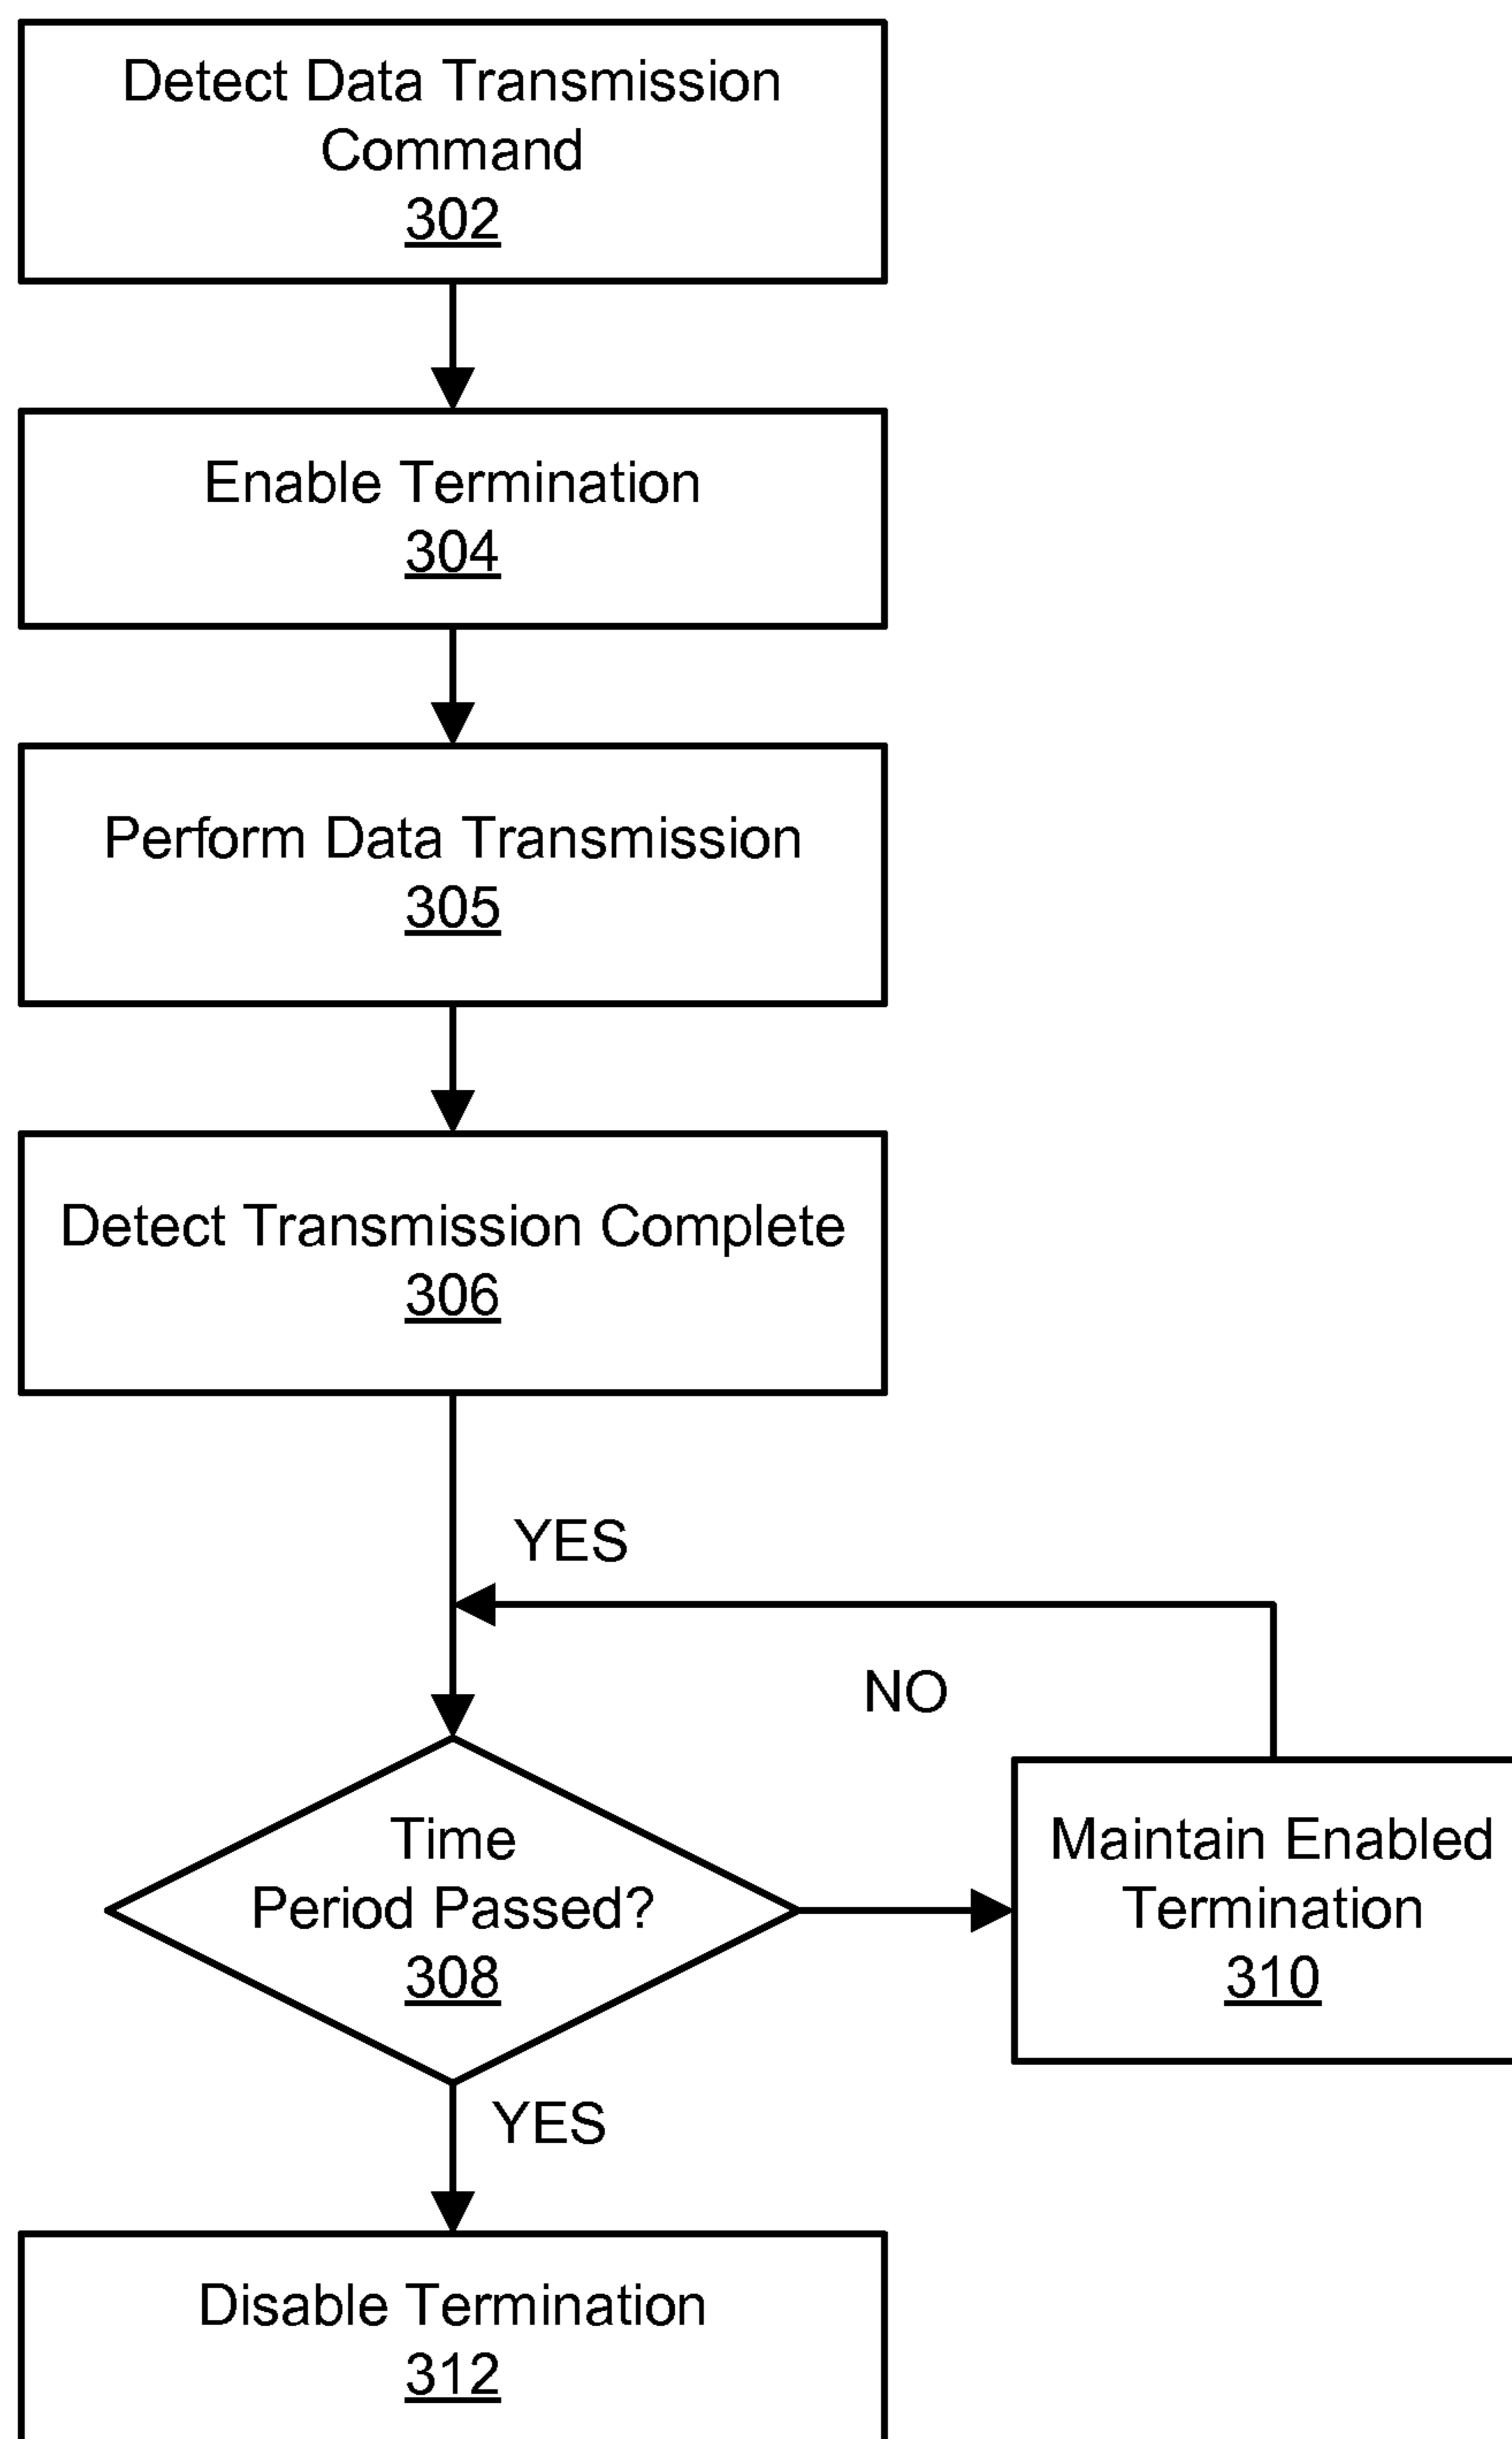 Detect Data Transmission
Command
302
Enable Termination
304
Perform Data Transmission
305
Detect Transmission Complete
306
YES
NO
Time
Period Passed?
308
Maintain Enabled
Termination
310
YES
Disable Termination
312